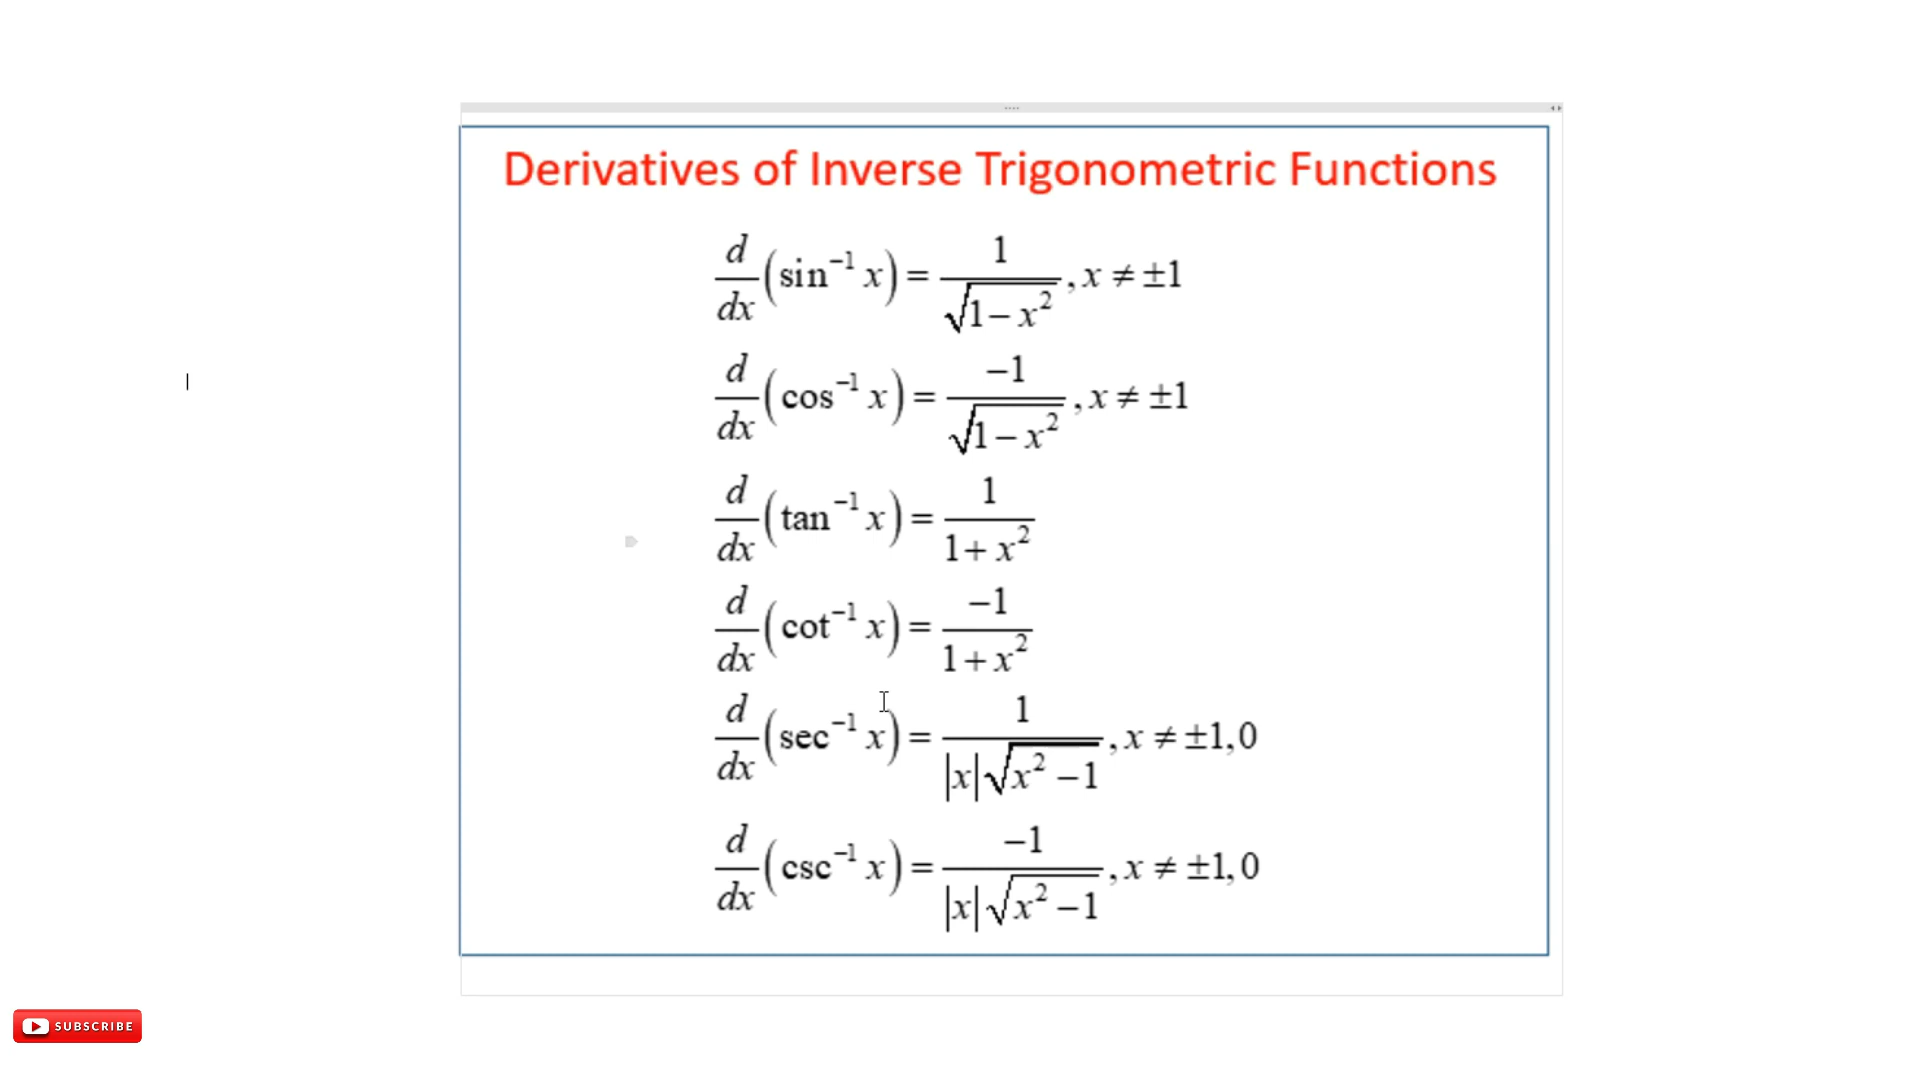 Derivatives of Inverse Trigonometric Functions
d/dx (sin⁻¹ x) = 1/√(1 − x²), x ≠ ±1
d/dx (cos⁻¹ x) = −1/√(1 − x²), x ≠ ±1
d/dx (tan⁻¹ x) = 1/(1 + x²)
d/dx (cot⁻¹ x) = −1/(1 + x²)
d/dx (sec⁻¹ x) = 1/(|x|√(x² − 1)), x ≠ ±1, 0
d/dx (csc⁻¹ x) = −1/(|x|√(x² − 1)), x ≠ ±1, 0
SUBSCRIBE